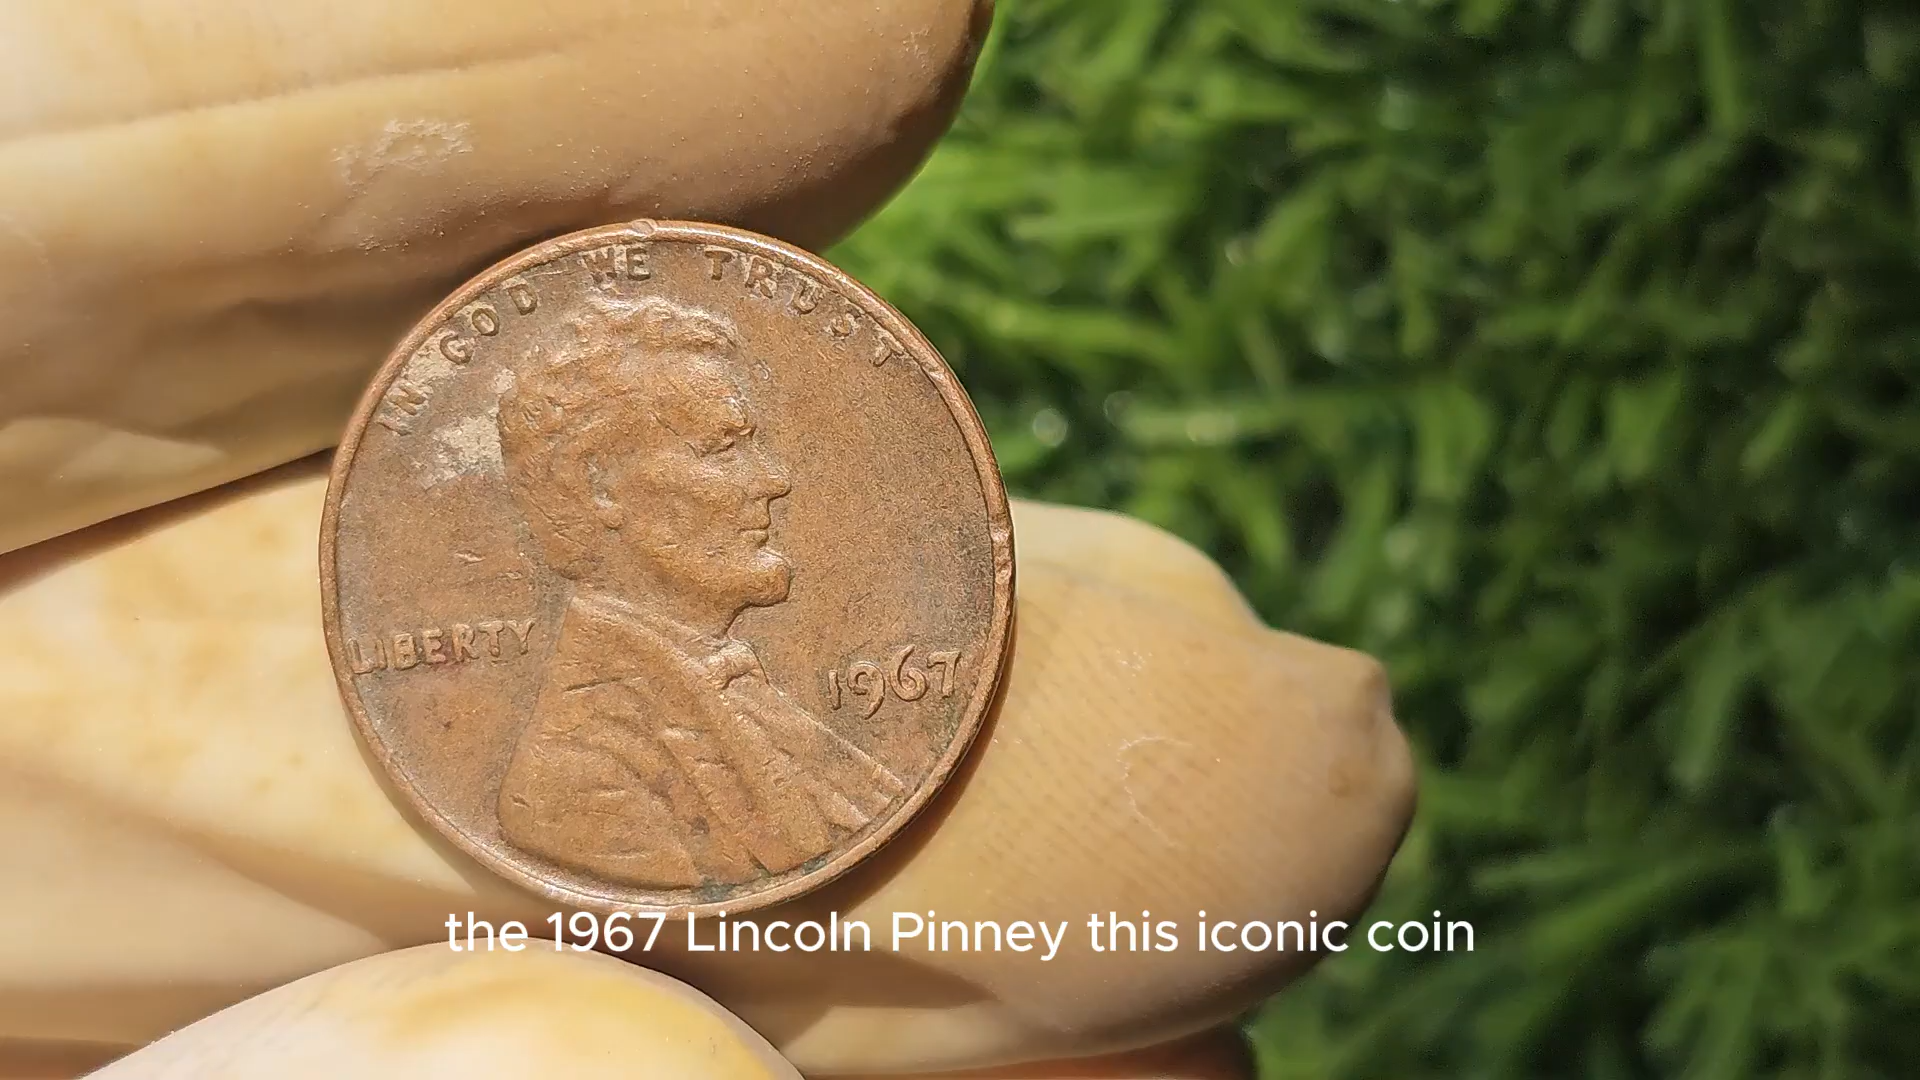 IN GOD WE TRUST
LIBERTY
1967
the 1967 Lincoln Pinney this iconic coin